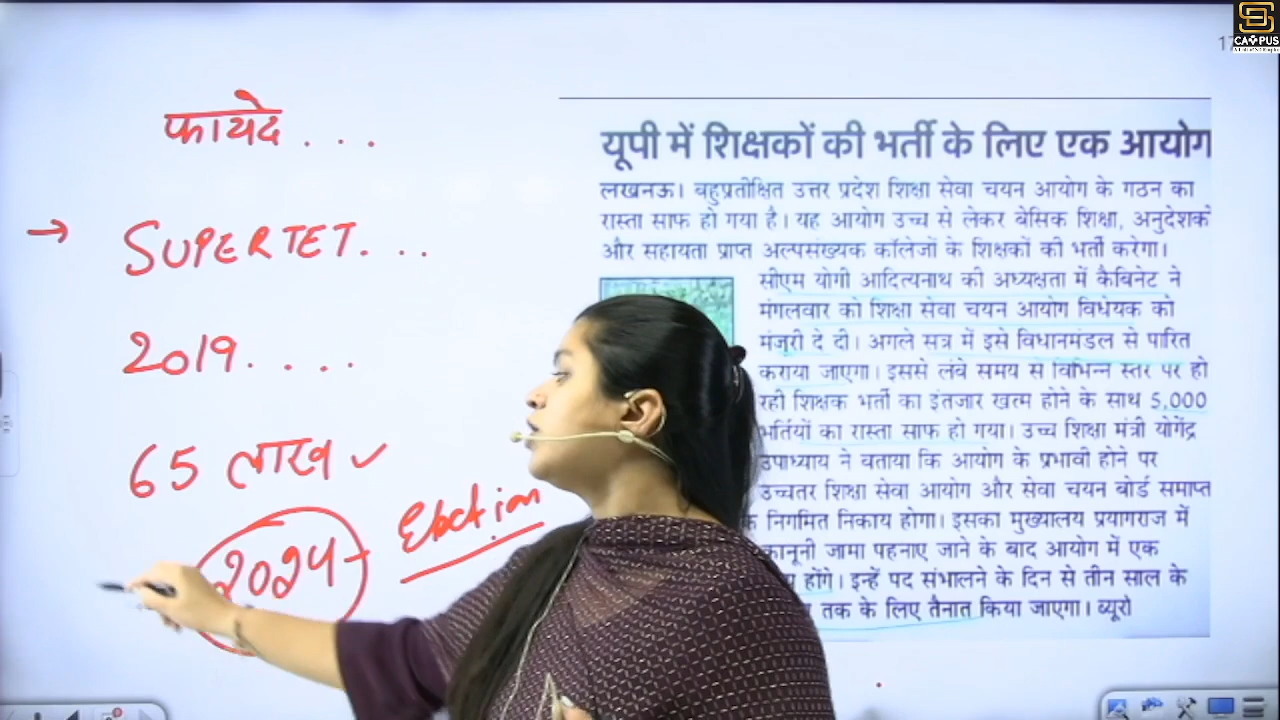 फायदे . . .
→ SUPERTET. . . .
2019. . . . .
65 लाख ✓
2024 - Election
यूपी में शिक्षकों की भर्ती के लिए एक आयोग
लखनऊ। बहुप्रतीक्षित उत्तर प्रदेश शिक्षा सेवा चयन आयोग के गठन का
रास्ता साफ हो गया है। यह आयोग उच्च से लेकर बेसिक शिक्षा, अनुदेशकों
और सहायता प्राप्त अल्पसंख्यक कॉलेजों के शिक्षकों की भर्ती करेगा।
सीएम योगी आदित्यनाथ की अध्यक्षता में कैबिनेट ने
मंगलवार को शिक्षा सेवा चयन आयोग विधेयक को
मंजूरी दे दी। अगले सत्र में इसे विधानमंडल से पारित
कराया जाएगा। इससे लंबे समय से विभिन्न स्तर पर हो
रही शिक्षक भर्ती का इंतजार खत्म होने के साथ 5,000
भर्तियों का रास्ता साफ हो गया। उच्च शिक्षा मंत्री योगेंद्र
उपाध्याय ने बताया कि आयोग के प्रभावी होने पर
उच्चतर शिक्षा सेवा आयोग और सेवा चयन बोर्ड समाप्त
निगमित निकाय होगा। इसका मुख्यालय प्रयागराज में
कानूनी जामा पहनाए जाने के बाद आयोग में एक
होंगे। इन्हें पद संभालने के दिन से तीन साल के
तक के लिए तैनात किया जाएगा। ब्यूरो
CAMPUS